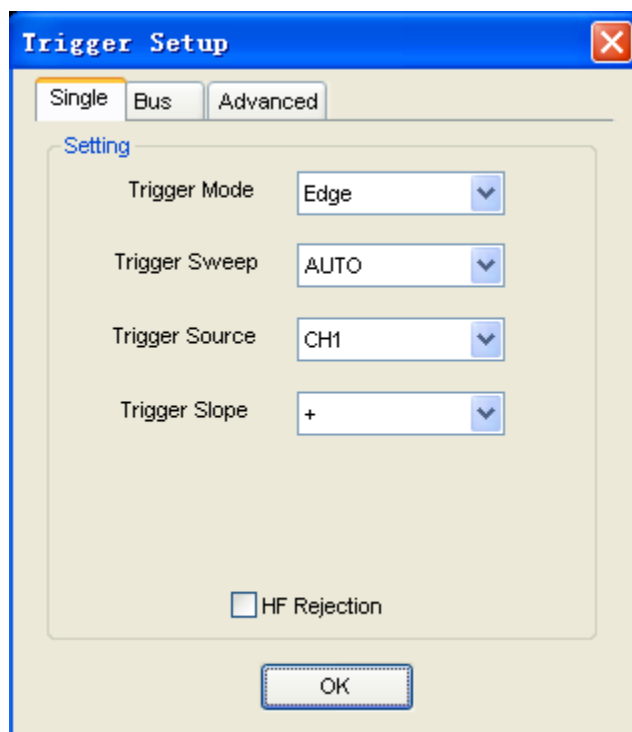 Trigger Setup
Single Bus Advanced
Setting
Trigger Mode Edge
Trigger Sweep AUTO
Trigger Source CH1
Trigger Slope +
HF Rejection
OK